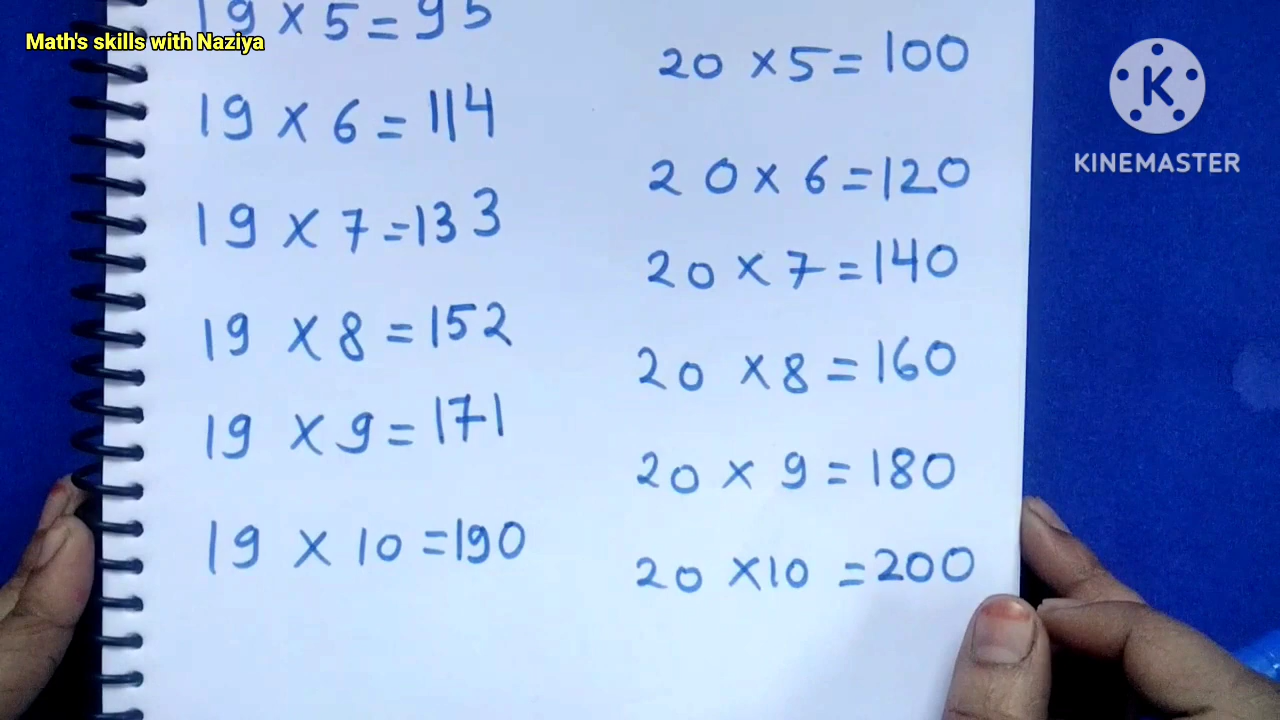 Math's skills with Naziya
19 × 5 = 95
19 × 6 = 114
19 × 7 = 133
19 × 8 = 152
19 × 9 = 171
19 × 10 = 190
20 × 5 = 100
20 × 6 = 120
20 × 7 = 140
20 × 8 = 160
20 × 9 = 180
20 × 10 = 200
K
KINEMASTER